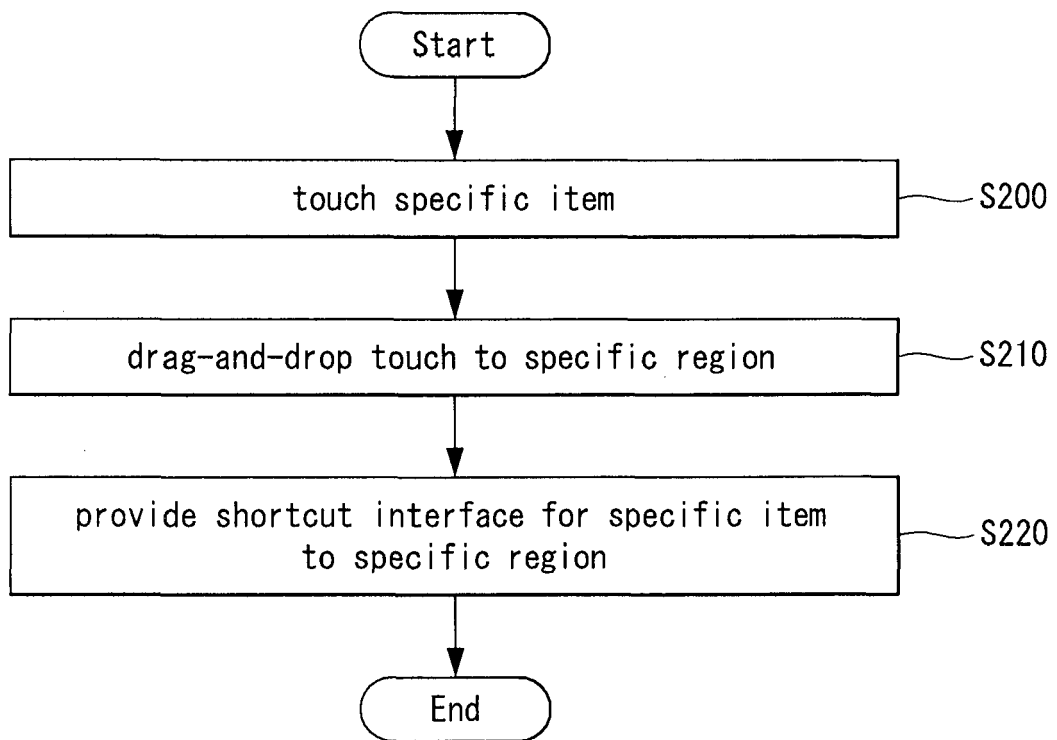 Start
touch specific item
S200
drag-and-drop touch to specific region
S210
provide shortcut interface for specific item
to specific region
S220
End